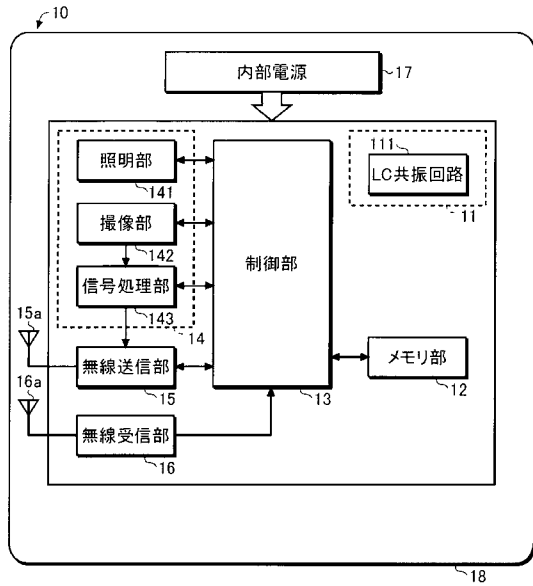 10
内部電源
17
照明部
141
撮像部
142
信号処理部
143
14
制御部
13
111
LC共振回路
11
15a
無線送信部
15
メモリ部
12
16a
無線受信部
16
18